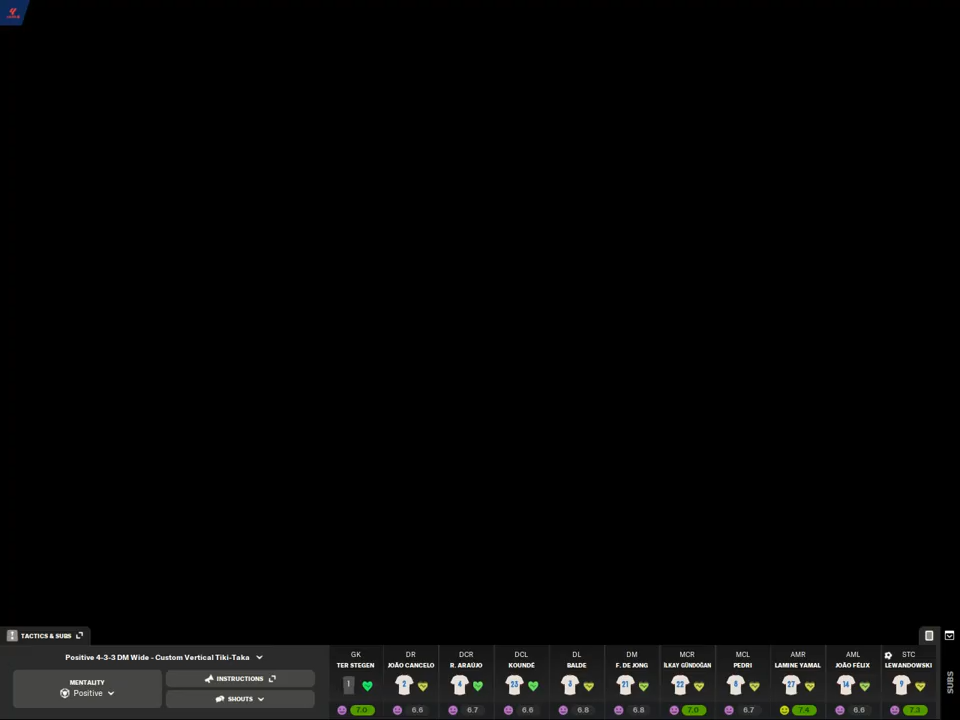 TACTICS & SUBS
Positive 4-3-3 DM Wide - Custom Vertical Tiki-Taka
MENTALITY
Positive
INSTRUCTIONS
SHOUTS
GK DR DCR DCL DL DM MCR MCL AMR AML STC
TER STEGEN JOÃO CANCELO R. ARAÚJO KOUNDÉ BALDE F. DE JONG İLKAY GÜNDOĞAN PEDRI LAMINE YAMAL JOÃO FÉLIX LEWANDOWSKI
1 2 4 23 3 21 22 8 27 14 9
7.0 6.6 6.7 6.6 6.8 6.8 7.0 6.7 7.4 6.6 7.3
SUBS